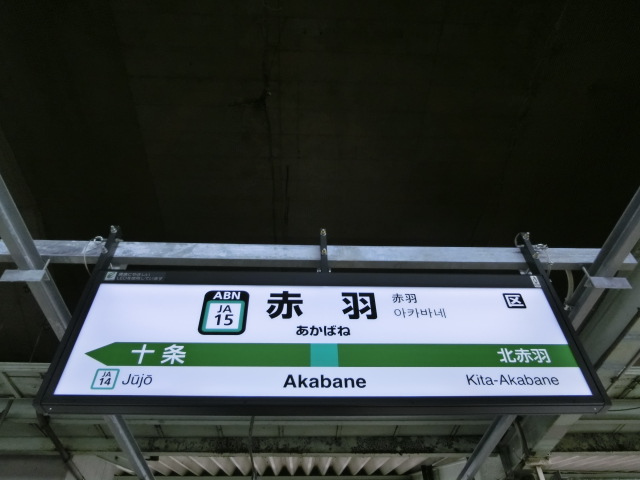 ABN
JA
15
赤 羽
赤羽
아카바네
区
あかばね
十条
北赤羽
JA
14
Jūjō
Akabane
Kita-Akabane